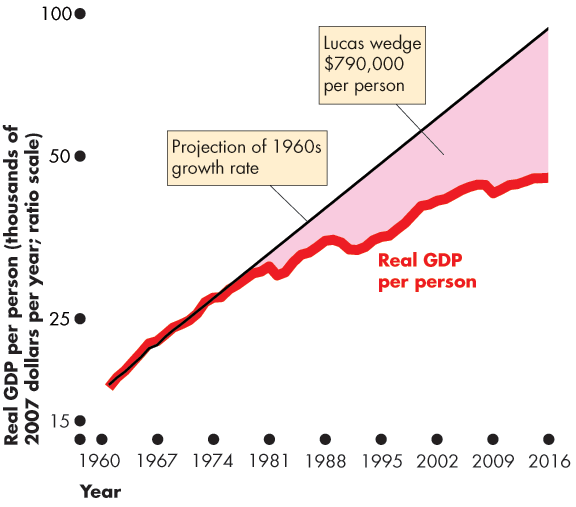 100
Lucas wedge
$790,000
per person
Projection of 1960s
growth rate
50
Real GDP
per person
25
15
Real GDP per person (thousands of
2007 dollars per year; ratio scale)
1960 1967 1974 1981 1988 1995 2002 2009 2016
Year